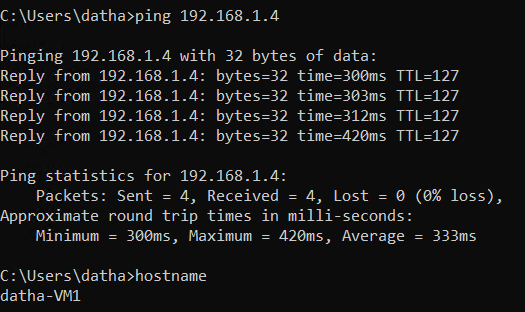 C:\Users\datha>ping 192.168.1.4
Pinging 192.168.1.4 with 32 bytes of data:
Reply from 192.168.1.4: bytes=32 time=300ms TTL=127
Reply from 192.168.1.4: bytes=32 time=303ms TTL=127
Reply from 192.168.1.4: bytes=32 time=312ms TTL=127
Reply from 192.168.1.4: bytes=32 time=420ms TTL=127
Ping statistics for 192.168.1.4:
    Packets: Sent = 4, Received = 4, Lost = 0 (0% loss),
Approximate round trip times in milli-seconds:
    Minimum = 300ms, Maximum = 420ms, Average = 333ms
C:\Users\datha>hostname
datha-VM1